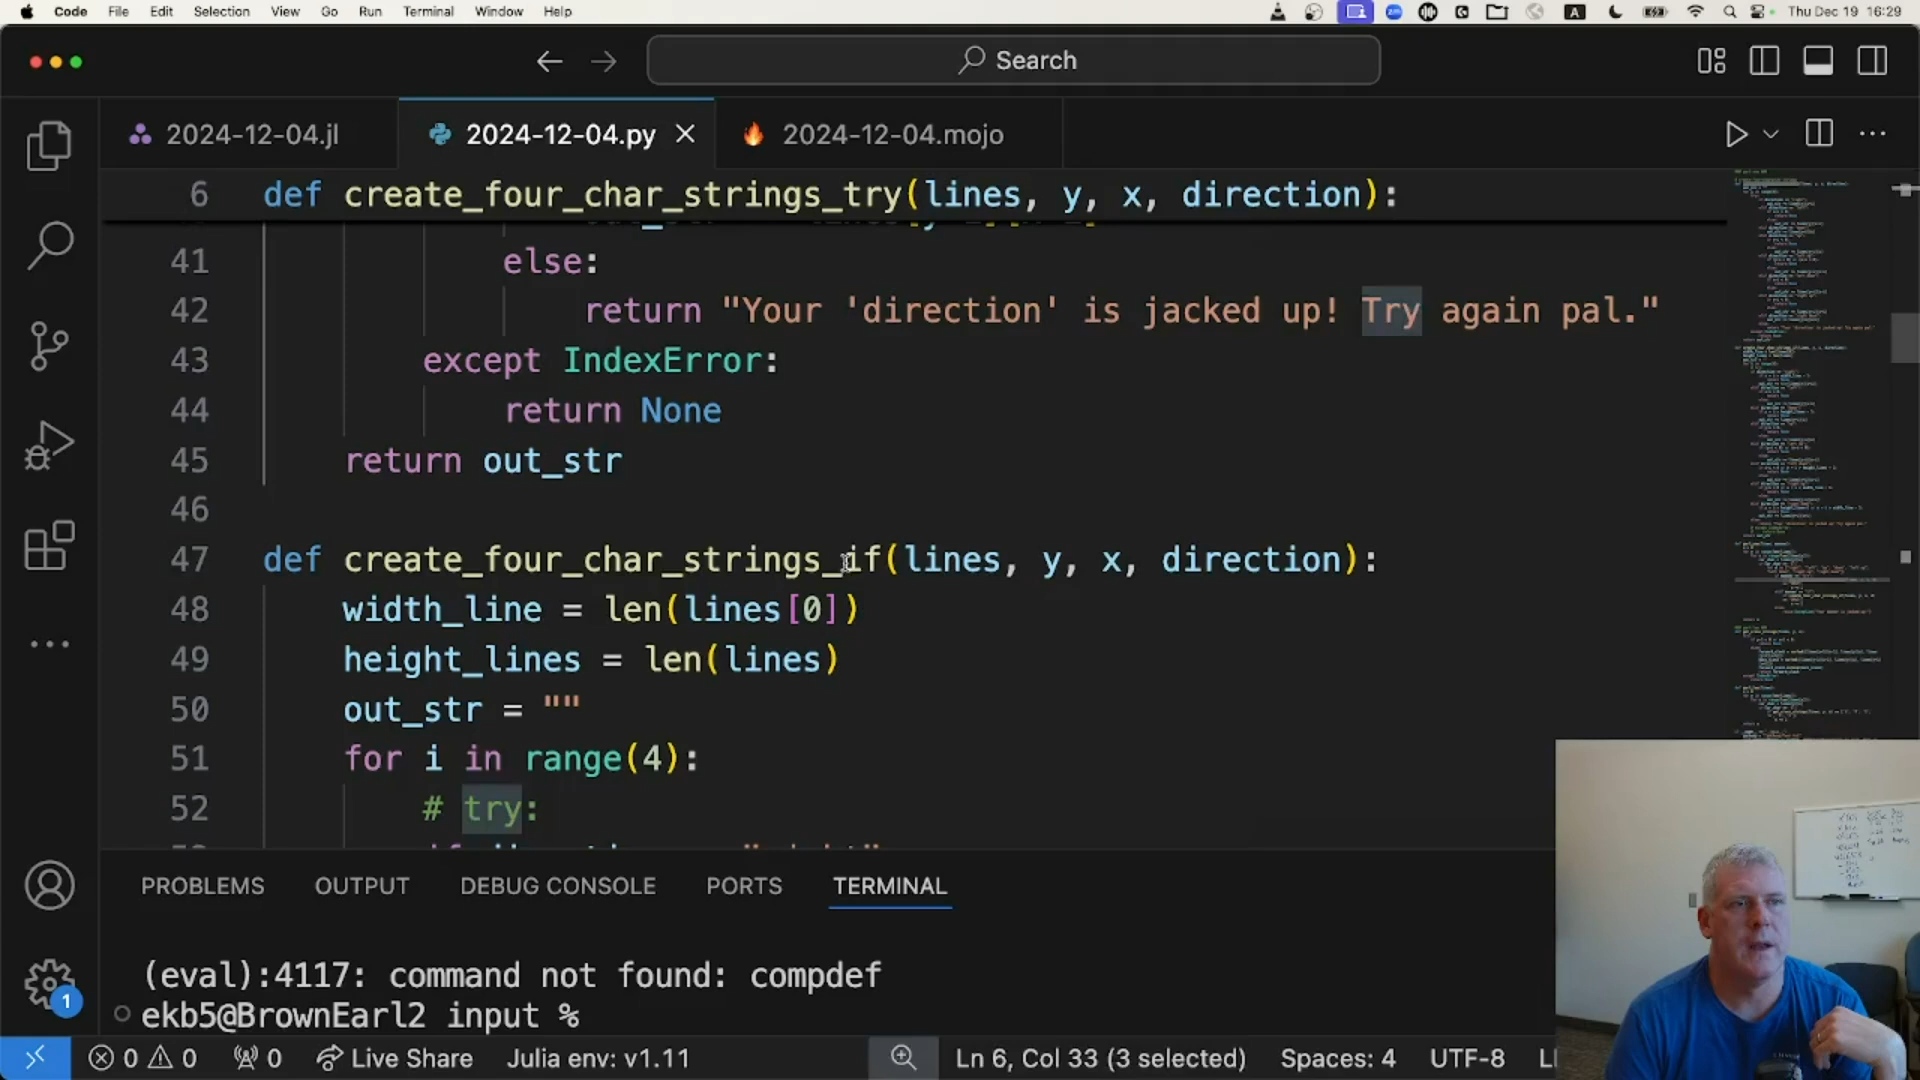 Code File Edit Selection View Go Run Terminal Window Help Thu Dec 19 16:29
Search
2024-12-04.jl 2024-12-04.py 2024-12-04.mojo
6 def create_four_char_strings_try(lines, y, x, direction):
41 else:
42 return "Your 'direction' is jacked up! Try again pal."
43 except IndexError:
44 return None
45 return out_str
46
47 def create_four_char_strings_if(lines, y, x, direction):
48 width_line = len(lines[0])
49 height_lines = len(lines)
50 out_str = ""
51 for i in range(4):
52 # try:
PROBLEMS OUTPUT DEBUG CONSOLE PORTS TERMINAL
(eval):4117: command not found: compdef
ekb5@BrownEarl2 input %
1
0 0 0 Live Share Julia env: v1.11 Ln 6, Col 33 (3 selected) Spaces: 4 UTF-8